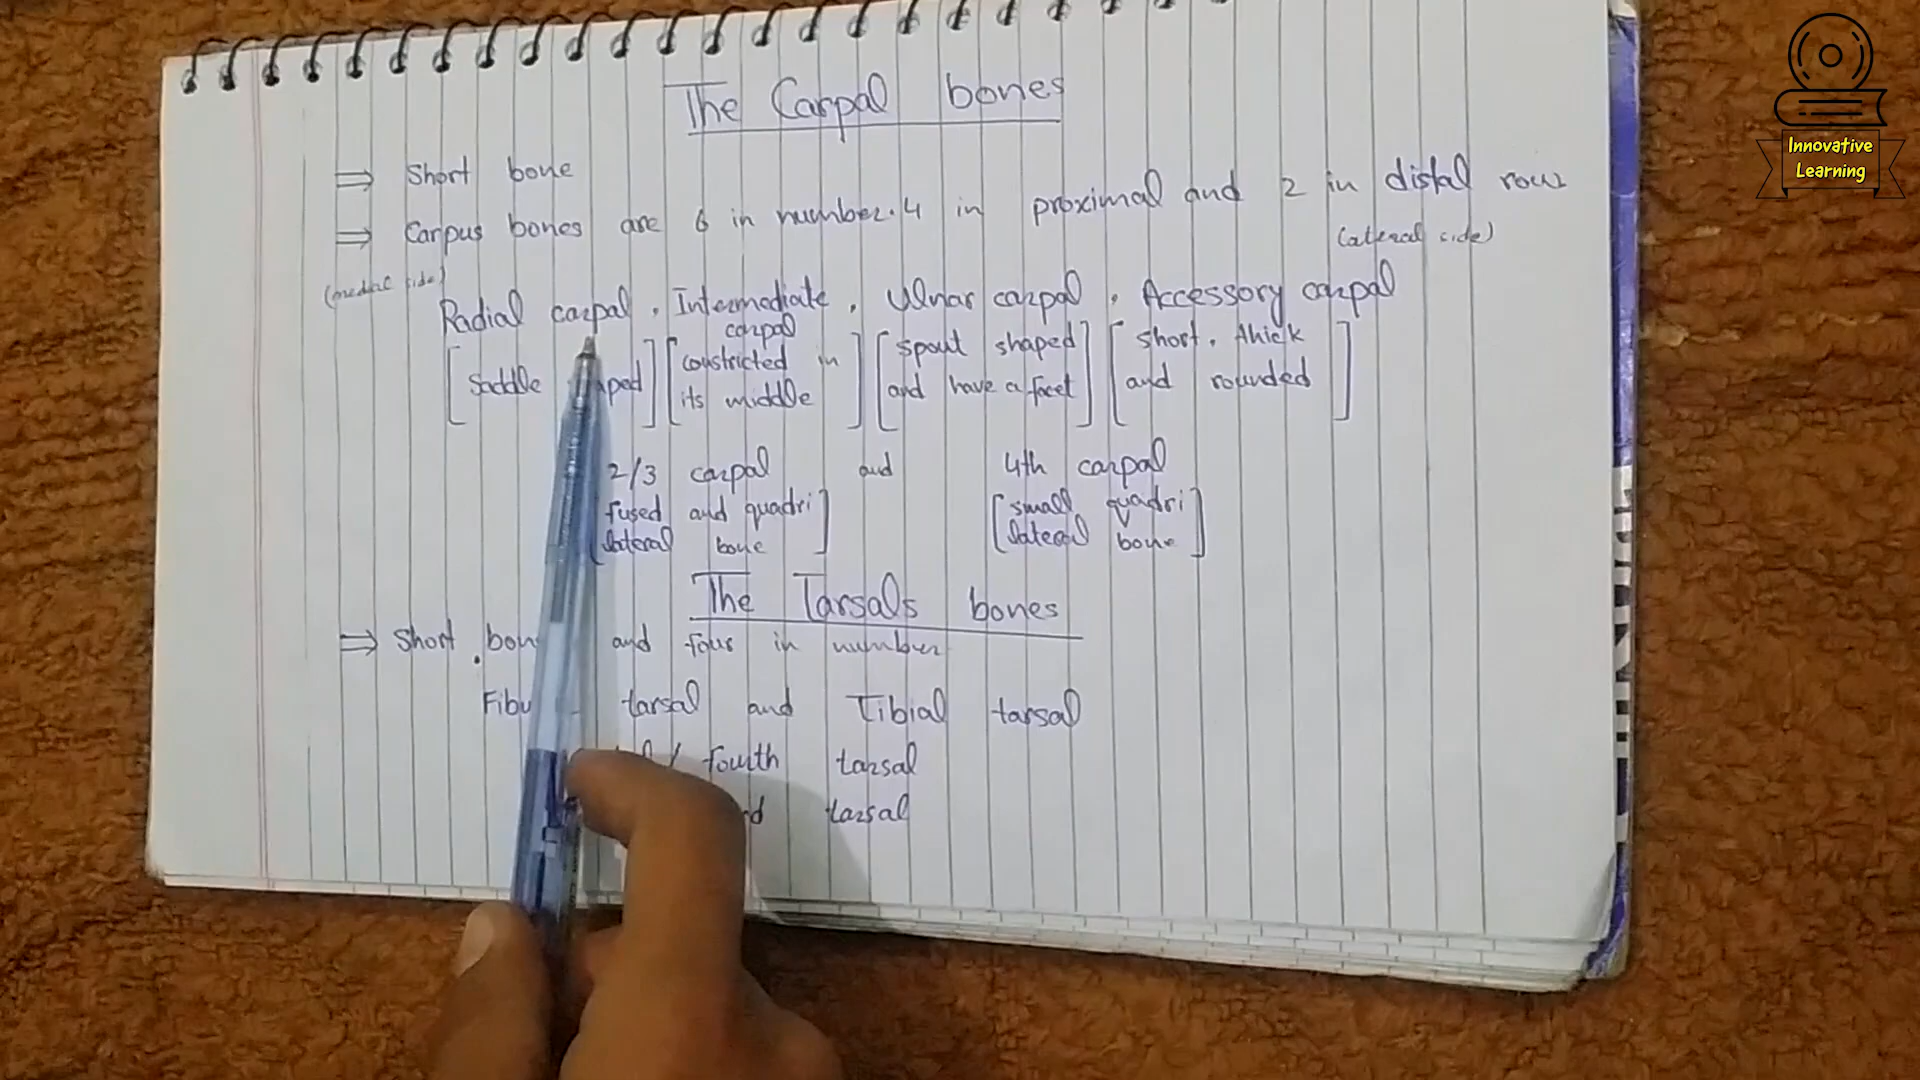 The Carpal bones
⇒ Short bone
⇒ Carpus bones are 6 in number. 4 in proximal and 2 in distal row
(medial side)
(lateral side)
Radial carpal, Intermediate carpal, Ulnar carpal, Accessory carpal
[Saddle] [constricted in its middle] [spout shaped and have a facet] [short, thick and rounded]
2/3 carpal and 4th carpal
[fused and quadri lateral bone] [small quadri lateral bone]
The Tarsals bones
⇒ Short and four in number
tarsal and Tibial tarsal
fourth tarsal
tarsal
Innovative
Learning